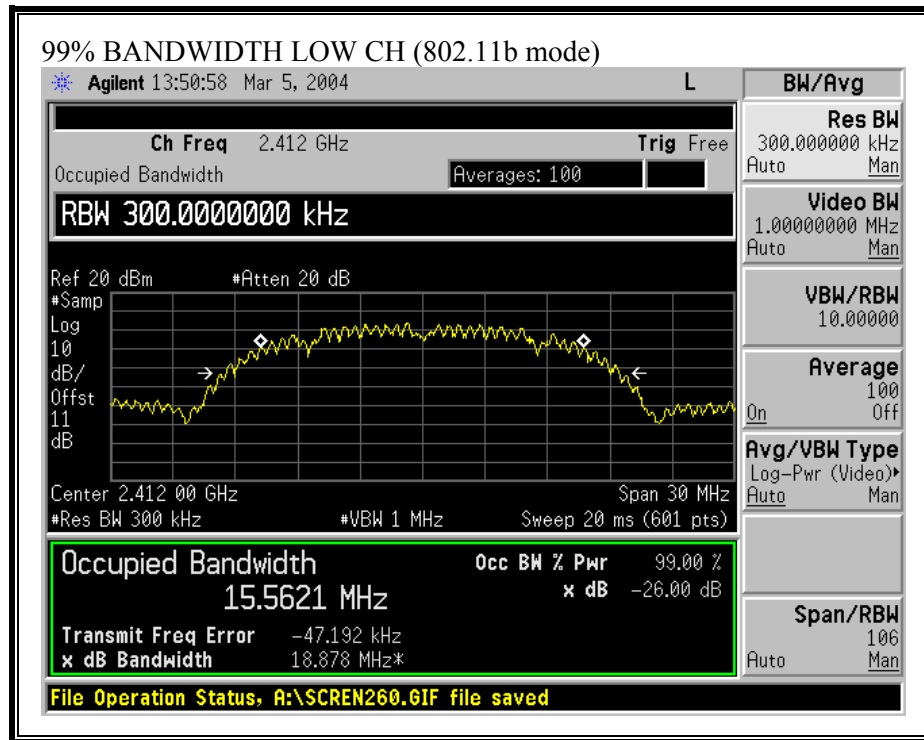 99% BANDWIDTH LOW CH (802.11b mode)
Agilent 13:50:58 Mar 5, 2004 L
BW/Avg
Ch Freq 2.412 GHz Trig Free
Occupied Bandwidth Averages: 100
RBW 300.0000000 kHz
Ref 20 dBm #Atten 20 dB
#Samp
Log
10
dB/
Offst
11
dB
Center 2.412 00 GHz Span 30 MHz
#Res BW 300 kHz #VBW 1 MHz Sweep 20 ms (601 pts)
Occupied Bandwidth Occ BW % Pwr 99.00 %
15.5621 MHz x dB -26.00 dB
Transmit Freq Error -47.192 kHz
x dB Bandwidth 18.878 MHz*
File Operation Status, A:\SCREN260.GIF file saved
Res BW
300.000000 kHz
Auto Man
Video BW
1.00000000 MHz
Auto Man
VBW/RBW
10.00000
Average
100
On Off
Avg/VBW Type
Log-Pwr (Video)
Auto Man
Span/RBW
106
Auto Man